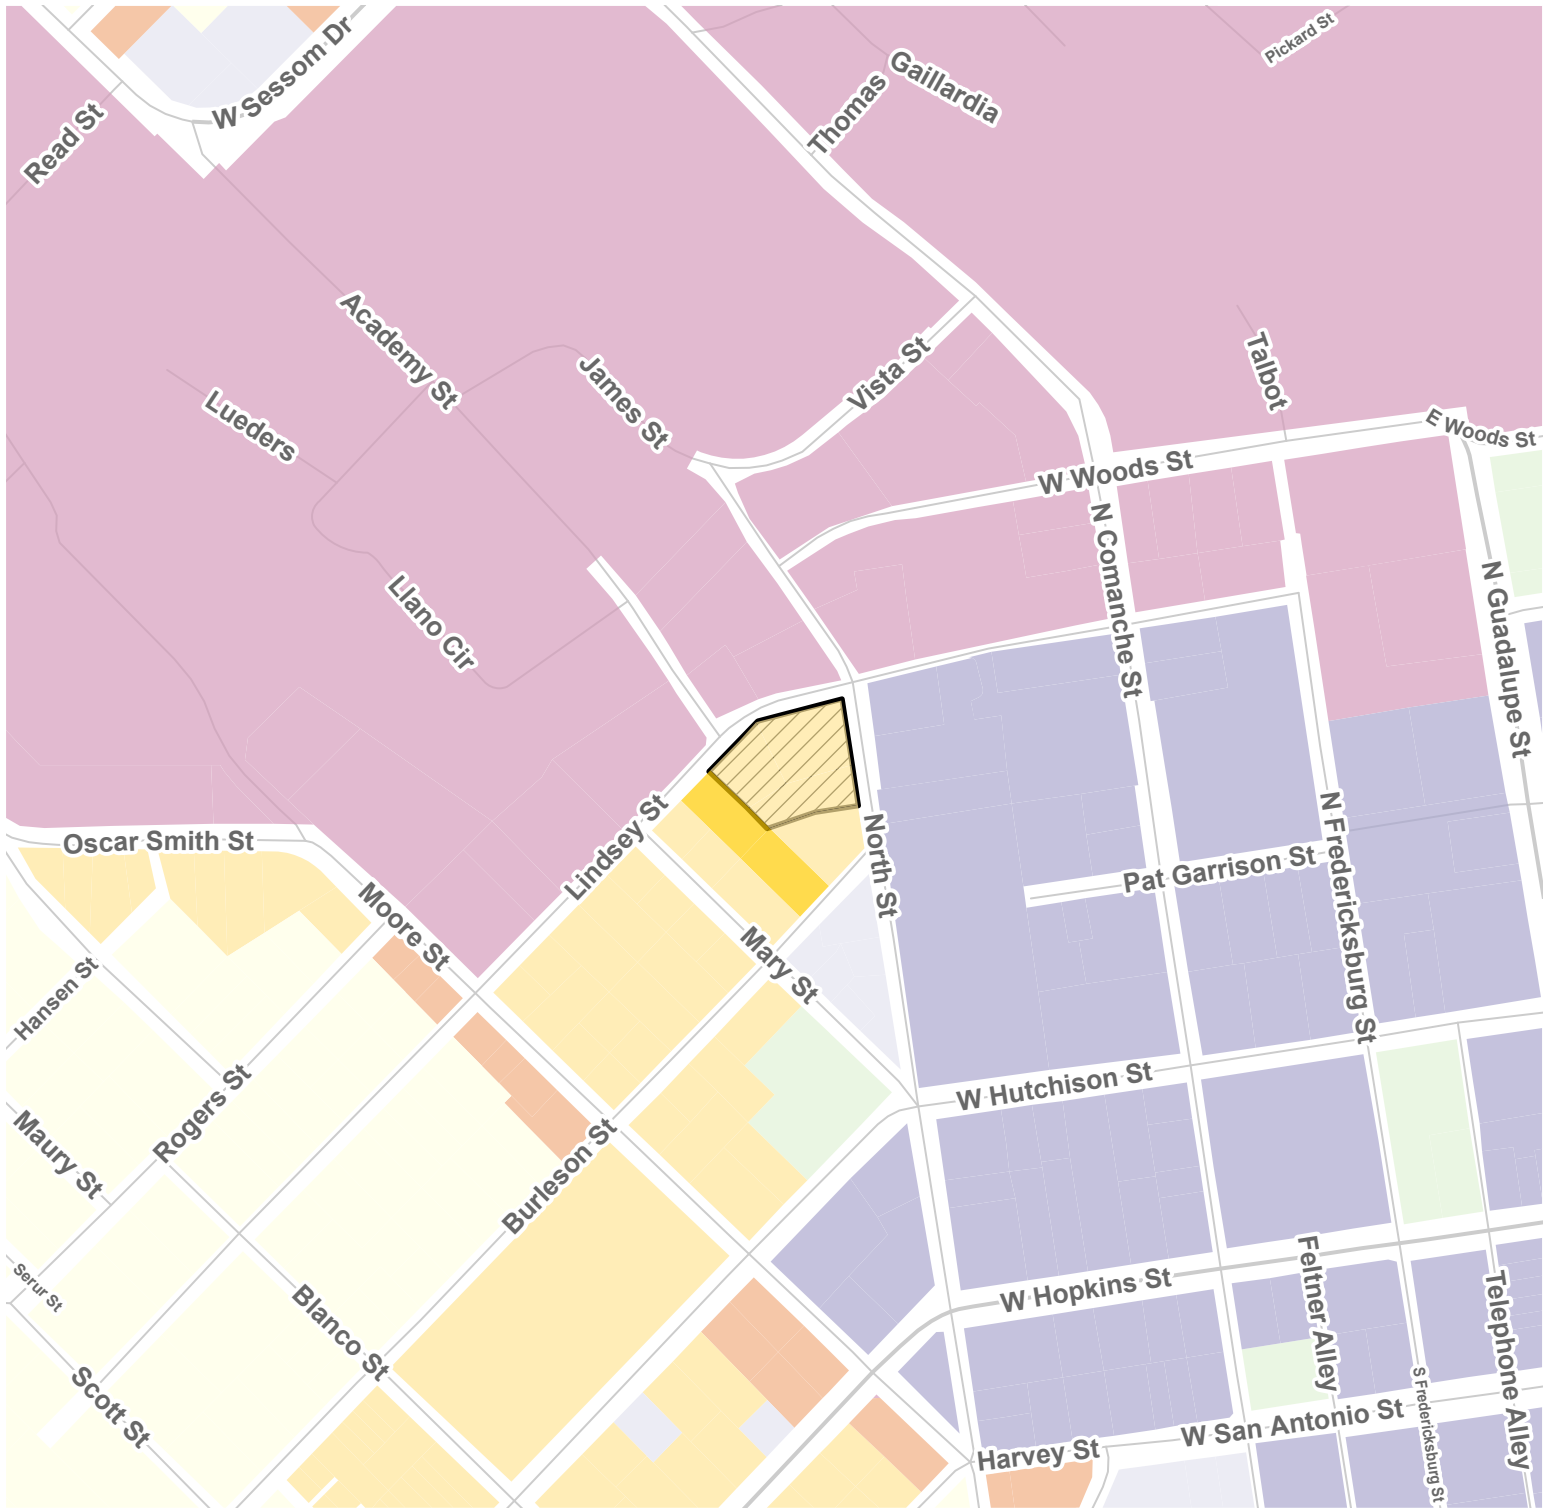 Pickard St
W Sessom Dr
Gaillardia
Thomas
Read St
Academy St
James St
Vista St
Talbot
Lueders
E Woods St
W Woods St
N Comanche St
Llano Cir
N Guadalupe St
Oscar Smith St
Lindsey St
North St
N Fredericksburg St
Pat Garrison St
Moore St
Mary St
Hansen St
Rogers St
W Hutchison St
Maury St
Burleson St
Serur St
Blanco St
W Hopkins St
Feltner Alley
Telephone Alley
Scott St
S Fredericksburg St
W San Antonio St
Harvey St